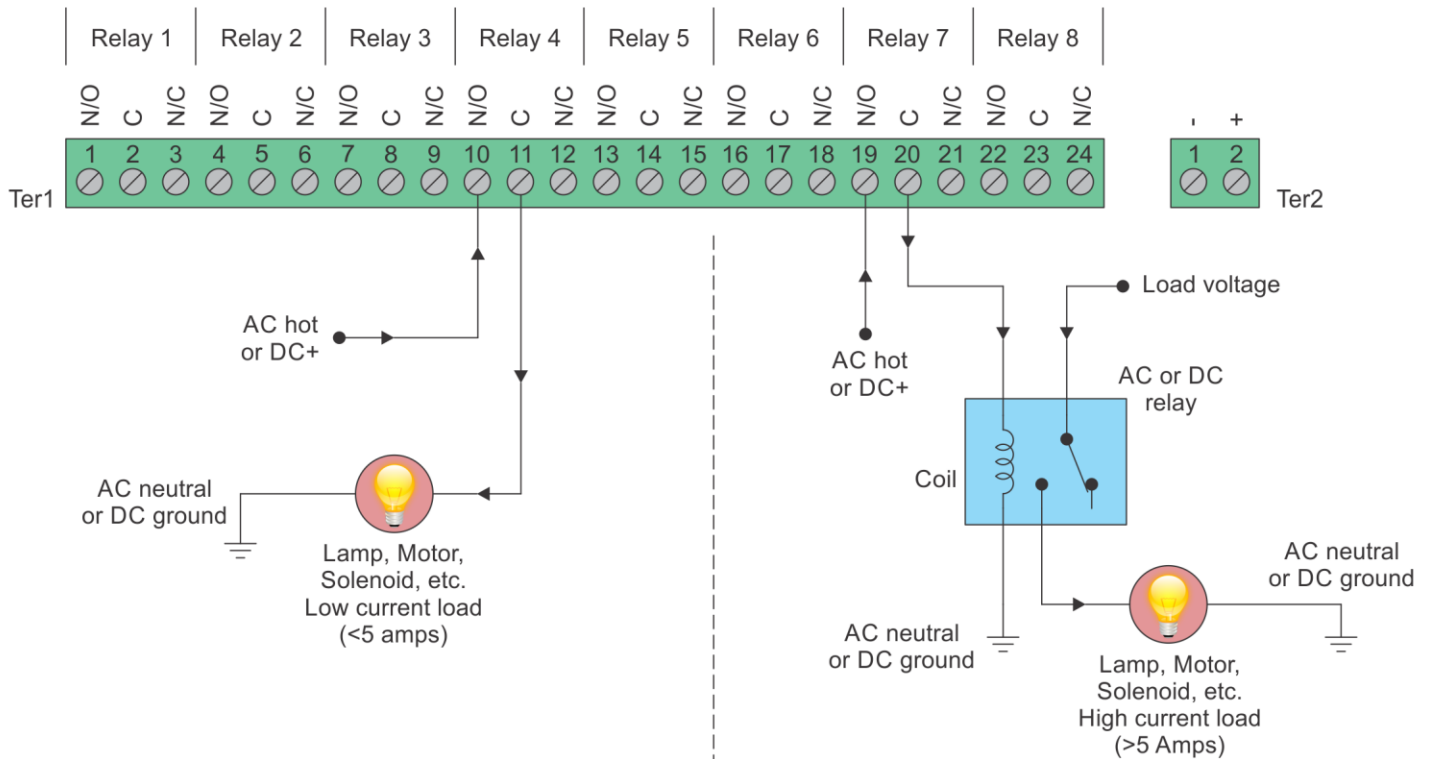 Relay 1 Relay 2 Relay 3 Relay 4 Relay 5 Relay 6 Relay 7 Relay 8
N/O C N/C N/O C N/C N/O C N/C N/O C N/C N/O C N/C N/O C N/C N/O C N/C N/O C N/C - +
1 2 3 4 5 6 7 8 9 10 11 12 13 14 15 16 17 18 19 20 21 22 23 24 1 2
Ter1 Ter2
AC hot
or DC+
AC neutral
or DC ground
Lamp, Motor,
Solenoid, etc.
Low current load
(<5 amps)
AC hot
or DC+
Load voltage
AC or DC
relay
Coil
AC neutral
or DC ground
AC neutral
or DC ground
Lamp, Motor,
Solenoid, etc.
High current load
(>5 Amps)